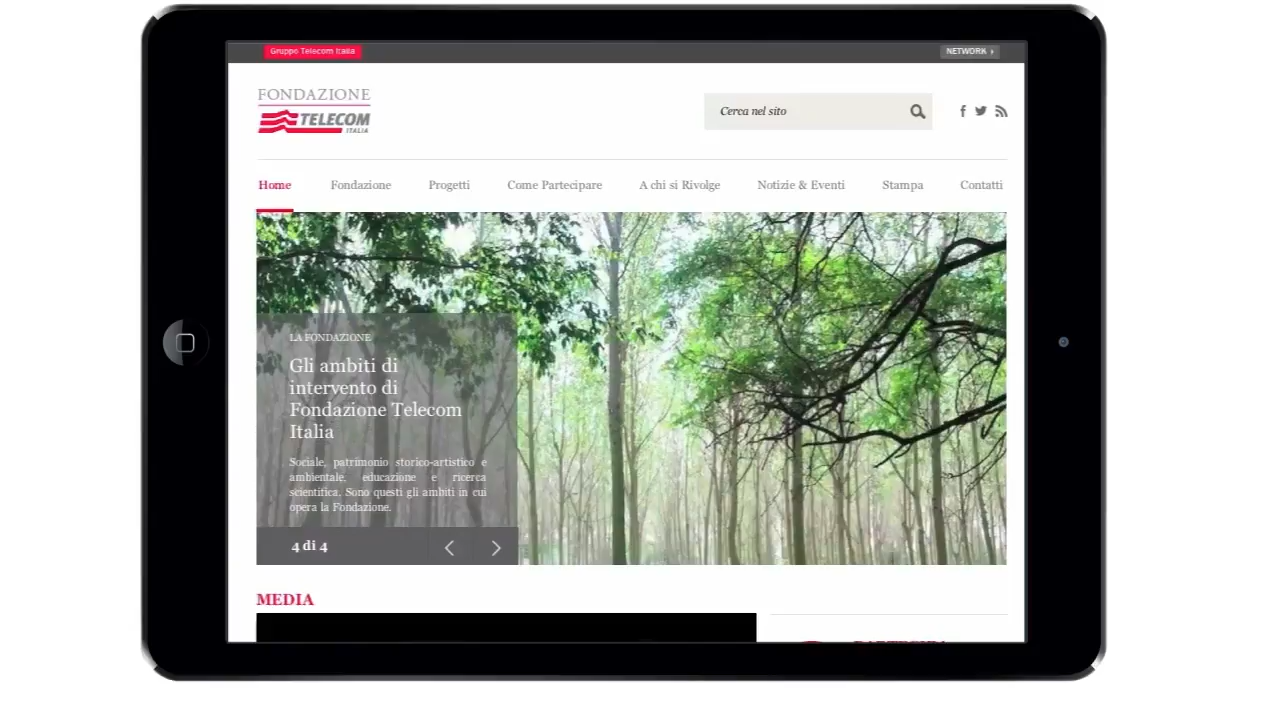 Gruppo Telecom Italia
NETWORK
FONDAZIONE
TELECOM
ITALIA
Cerca nel sito
Home
Fondazione
Progetti
Come Partecipare
A chi si Rivolge
Notizie & Eventi
Stampa
Contatti
LA FONDAZIONE
Gli ambiti di
intervento di
Fondazione Telecom
Italia
Sociale, patrimonio storico-artistico e
ambientale, educazione e ricerca
scientifica. Sono questi gli ambiti in cui
opera la Fondazione.
4 di 4
MEDIA